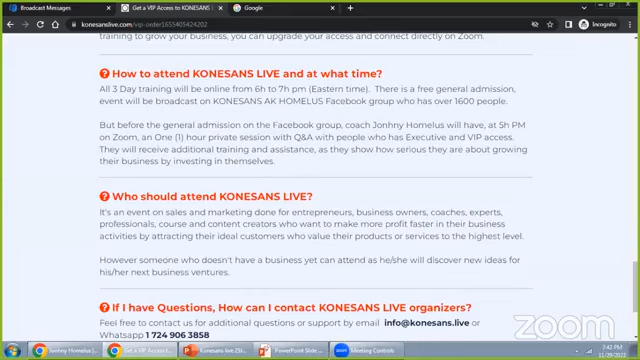 Broadcast Messages
Get a VIP Access to KONESANS L
Google
konesanslive.com/vip-order1655405424202
Incognito
training to grow your business, you can upgrade your access and connect directly on Zoom.
How to attend KONESANS LIVE and at what time?
All 3 Day training will be online from 6h to 7h pm (Eastern time). There is a free general admission,
event will be broadcast on KONESANS AK HOMELUS Facebook group who has over 1600 people.
But before the general admission on the Facebook group, coach Jonhny Homelus will have, at 5h PM
on Zoom, an One (1) hour private session with Q&A with people who has Executive and VIP access.
They will receive additional training and assistance, as they show how serious they are about growing
their business by investing in themselves.
Who should attend KONESANS LIVE?
It's an event on sales and marketing done for entrepreneurs, business owners, coaches, experts,
professionals, course and content creators who want to make more profit faster in their business
activities by attracting their ideal customers who value their products or services to the highest level.
However someone who doesn't have a business yet can attend as he/she will discover new ideas for
his/her next business ventures.
If I have Questions, How can I contact KONESANS LIVE organizers?
Feel free to contact us for additional questions or support by email info@konesans.live or
Whatsapp 1 724 906 3858
zoom
Jonhny Homelus |
Get a VIP Access t
Konesans live ZSI
PowerPoint Slide
Meeting Controls
7:42 PM